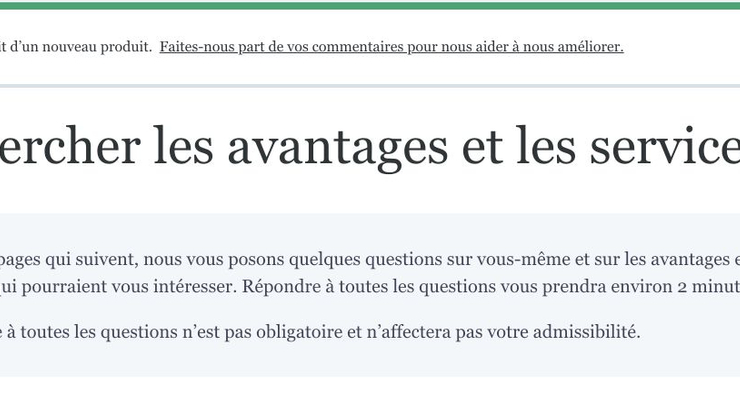 d’un nouveau produit. Faites-nous part de vos commentaires pour nous aider à nous améliorer.
ercher les avantages et les service
pages qui suivent, nous vous posons quelques questions sur vous-même et sur les avantages e
ui pourraient vous intéresser. Répondre à toutes les questions vous prendra environ 2 minut
à toutes les questions n’est pas obligatoire et n’affectera pas votre admissibilité.